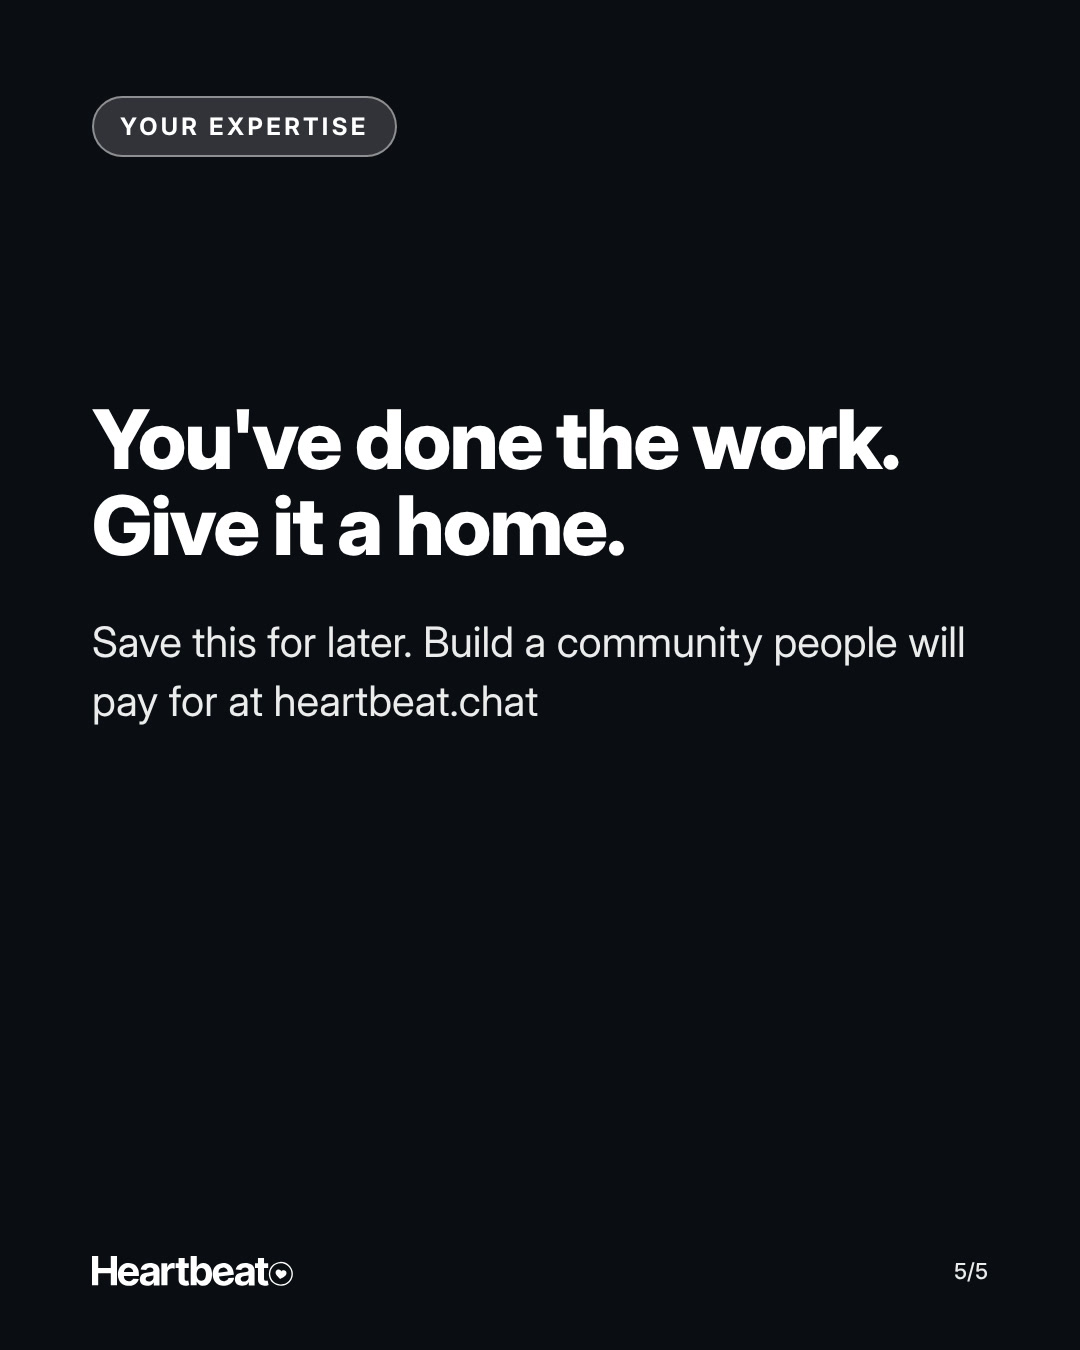 YOUR EXPERTISE
You've done the work.
Give it a home.
Save this for later. Build a community people will
pay for at heartbeat.chat
Heartbeat
5/5